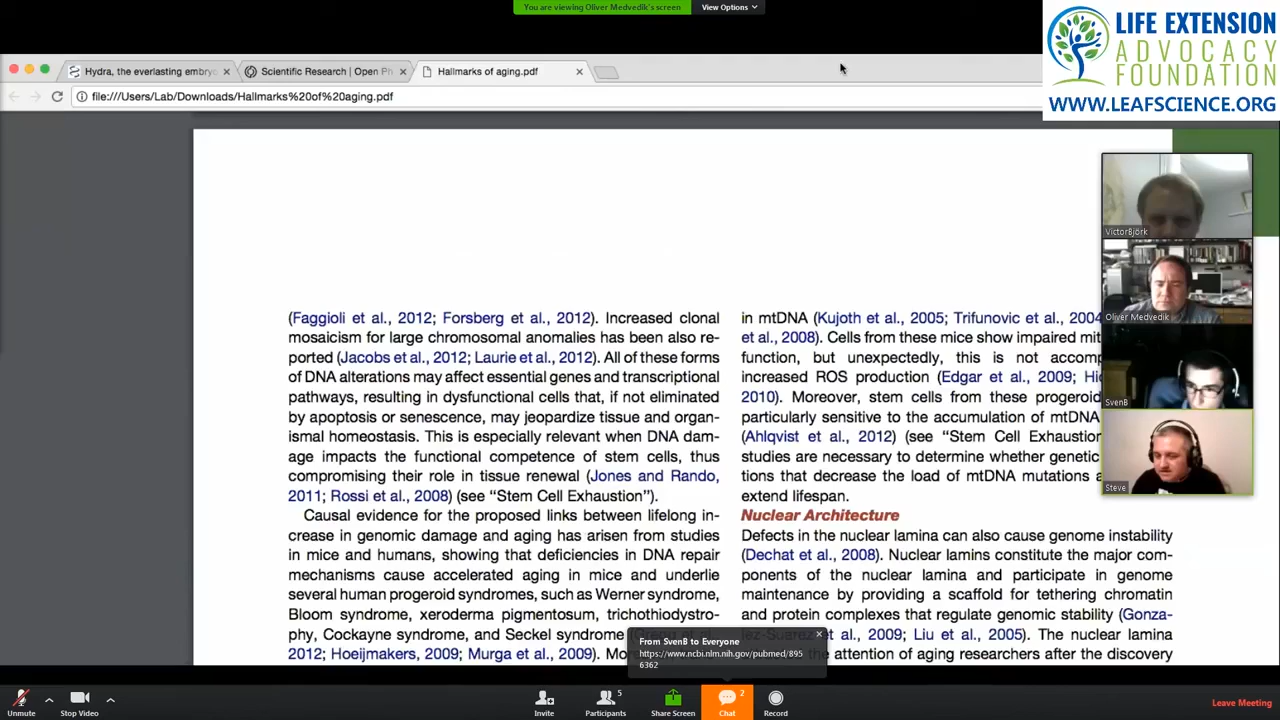 You are viewing Oliver Medvedik's screen
View Options
LIFE EXTENSION
ADVOCACY
FOUNDATION
WWW.LEAFSCIENCE.ORG
Hydra, the everlasting embry
Scientific Research | Open Ph
Hallmarks of aging.pdf
file:///Users/Lab/Downloads/Hallmarks%20of%20aging.pdf
(Faggioli et al., 2012; Forsberg et al., 2012). Increased clonal
mosaicism for large chromosomal anomalies has been also re-
ported (Jacobs et al., 2012; Laurie et al., 2012). All of these forms
of DNA alterations may affect essential genes and transcriptional
pathways, resulting in dysfunctional cells that, if not eliminated
by apoptosis or senescence, may jeopardize tissue and organ-
ismal homeostasis. This is especially relevant when DNA dam-
age impacts the functional competence of stem cells, thus
compromising their role in tissue renewal (Jones and Rando,
2011; Rossi et al., 2008) (see “Stem Cell Exhaustion”).
Causal evidence for the proposed links between lifelong in-
crease in genomic damage and aging has arisen from studies
in mice and humans, showing that deficiencies in DNA repair
mechanisms cause accelerated aging in mice and underlie
several human progeroid syndromes, such as Werner syndrome,
Bloom syndrome, xeroderma pigmentosum, trichothiodystro-
phy, Cockayne syndrome, and Seckel syndrome
2012; Hoeijmakers, 2009; Murga et al., 2009).
in mtDNA (Kujoth et al., 2005; Trifunovic et al., 2004
et al., 2008). Cells from these mice show impaired mit
function, but unexpectedly, this is not accomp
increased ROS production (Edgar et al., 2009; Hi
2010). Moreover, stem cells from these progeroid
particularly sensitive to the accumulation of mtDNA
(Ahlqvist et al., 2012) (see “Stem Cell Exhaustion
studies are necessary to determine whether genetic
tions that decrease the load of mtDNA mutations a
extend lifespan.
Nuclear Architecture
Defects in the nuclear lamina can also cause genome instability
(Dechat et al., 2008). Nuclear lamins constitute the major com-
ponents of the nuclear lamina and participate in genome
maintenance by providing a scaffold for tethering chromatin
and protein complexes that regulate genomic stability (Gonza-
et al., 2009; Liu et al., 2005). The nuclear lamina
the attention of aging researchers after the discovery
VictorBjörk
Oliver Medvedik
SvenB
Steve
From SvenB to Everyone
https://www.ncbi.nlm.nih.gov/pubmed/895
6362
Unmute
Stop Video
Invite
5
Participants
Share Screen
2
Chat
Record
Leave Meeting